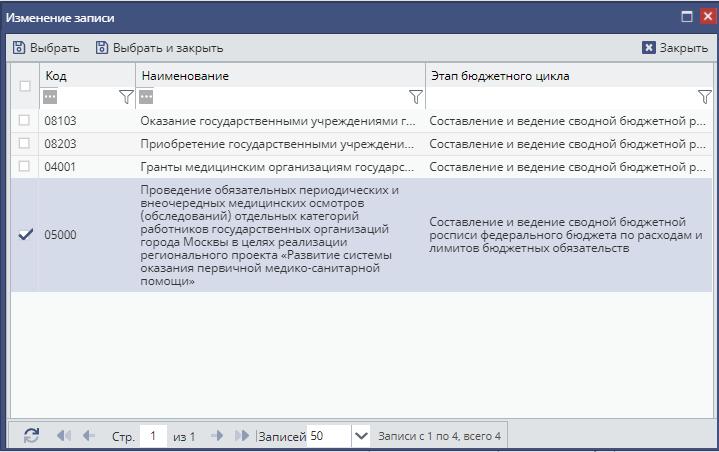 Изменение записи
Выбрать Выбрать и закрыть Закрыть
Код Наименование Этап бюджетного цикла
08103 Оказание государственными учреждениями г... Составление и ведение сводной бюджетной р...
08203 Приобретение государственными учреждени... Составление и ведение сводной бюджетной р...
04001 Гранты медицинским организациям государс... Составление и ведение сводной бюджетной р...
Проведение обязательных периодических и
внеочередных медицинских осмотров
(обследований) отдельных категорий
работников государственных организаций
города Москвы в целях реализации
регионального проекта «Развитие системы
оказания первичной медико-санитарной
помощи»
05000
Составление и ведение сводной бюджетной
росписи федерального бюджета по расходам и
лимитов бюджетных обязательств
Стр. 1 из 1 Записей 50 Записи с 1 по 4, всего 4